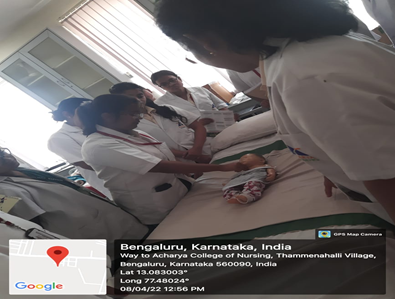 GPS Map Camera
Bengaluru, Karnataka, India
Way to Acharya College of Nursing, Thammenahalli Village,
Bengaluru, Karnataka 560090, India
Lat 13.083003°
Long 77.48024°
08/04/22 12:56 PM
Google